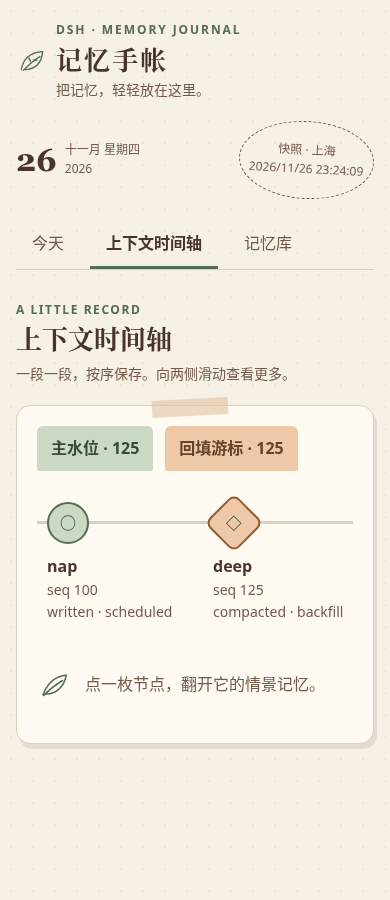 DSH · MEMORY JOURNAL
记忆手帐
把记忆，轻轻放在这里。
26
十一月 星期四
2026
快照 · 上海
2026/11/26 23:24:09
今天
上下文时间轴
记忆库
A LITTLE RECORD
上下文时间轴
一段一段，按序保存。向两侧滑动查看更多。
主水位 · 125
回填游标 · 125
nap
seq 100
written · scheduled
deep
seq 125
compacted · backfill
点一枚节点，翻开它的情景记忆。